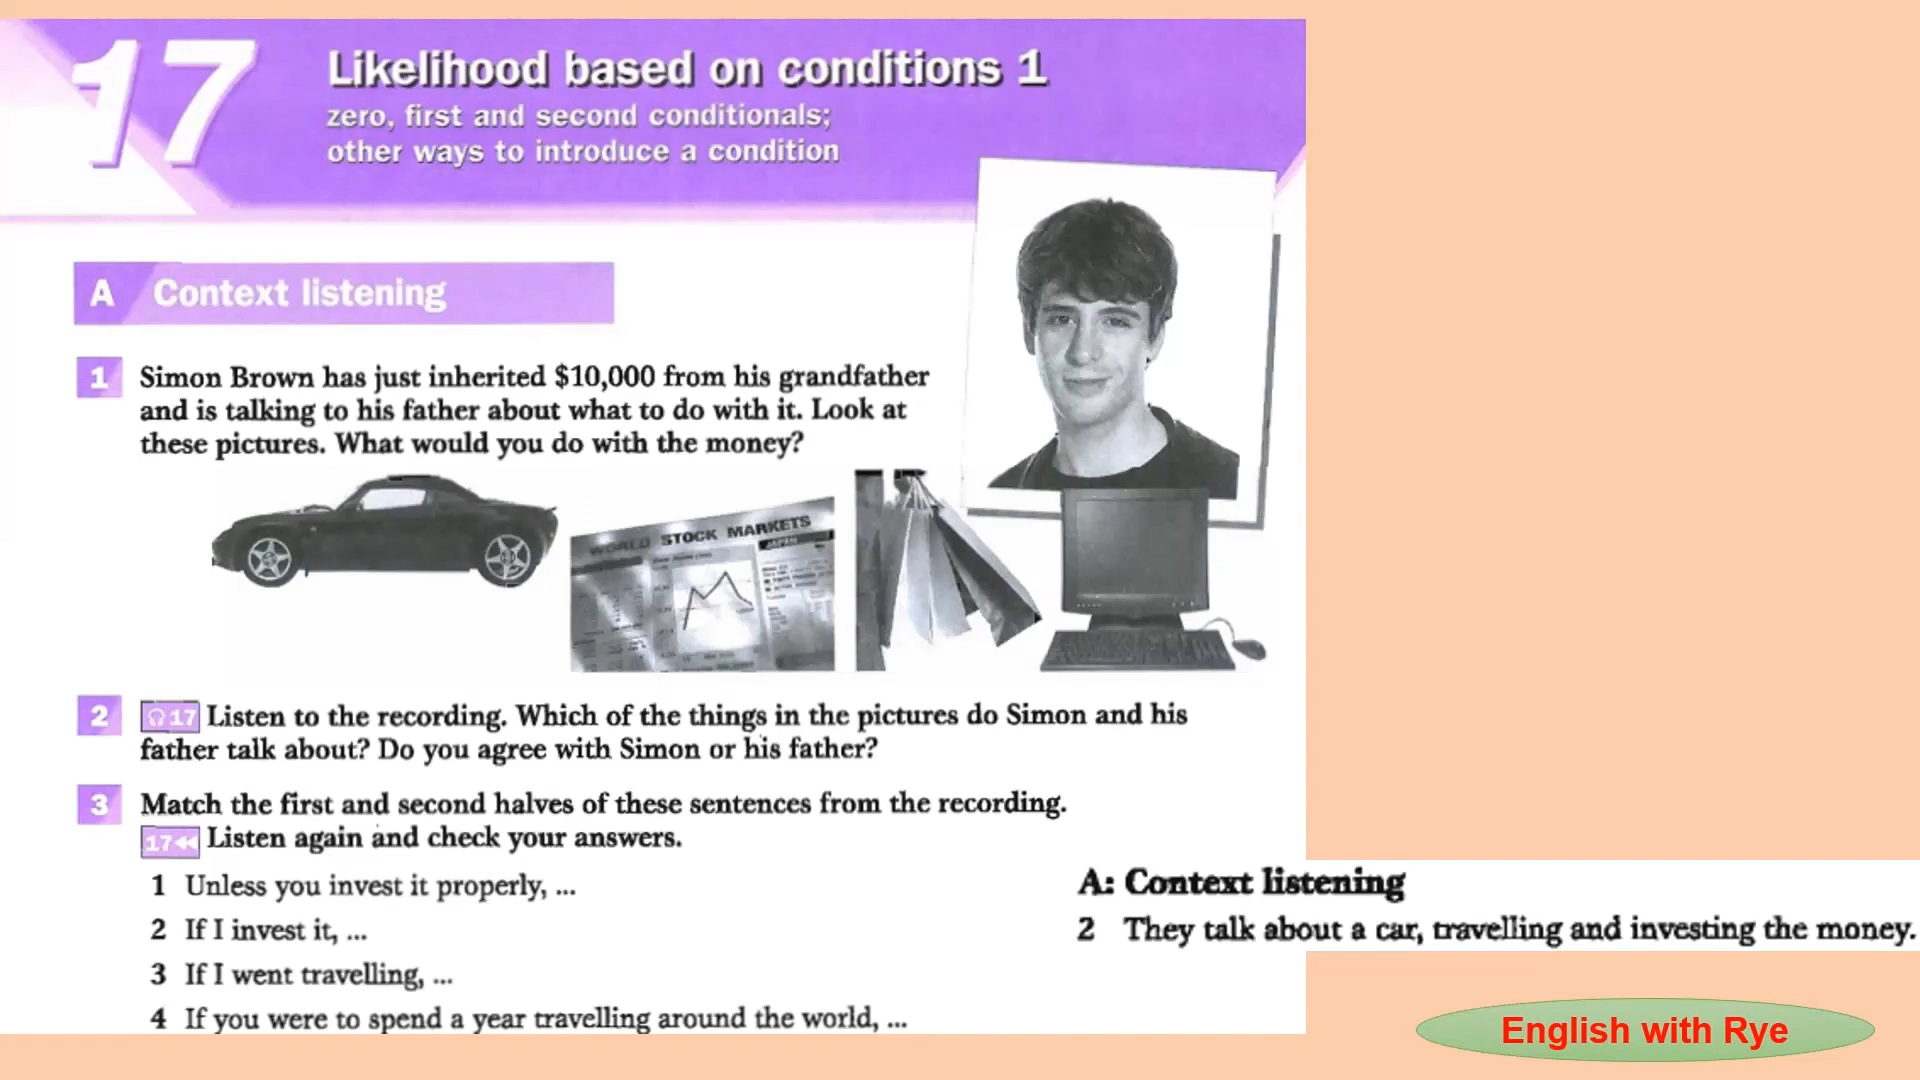 17
Likelihood based on conditions 1
zero, first and second conditionals;
other ways to introduce a condition
A Context listening
1 Simon Brown has just inherited $10,000 from his grandfather
and is talking to his father about what to do with it. Look at
these pictures. What would you do with the money?
WORLD STOCK MARKETS
JAPAN
2 17 Listen to the recording. Which of the things in the pictures do Simon and his
father talk about? Do you agree with Simon or his father?
3 Match the first and second halves of these sentences from the recording.
17 Listen again and check your answers.
1 Unless you invest it properly, ...
2 If I invest it, ...
3 If I went travelling, ...
4 If you were to spend a year travelling around the world, ...
A: Context listening
2 They talk about a car, travelling and investing the money.
English with Rye